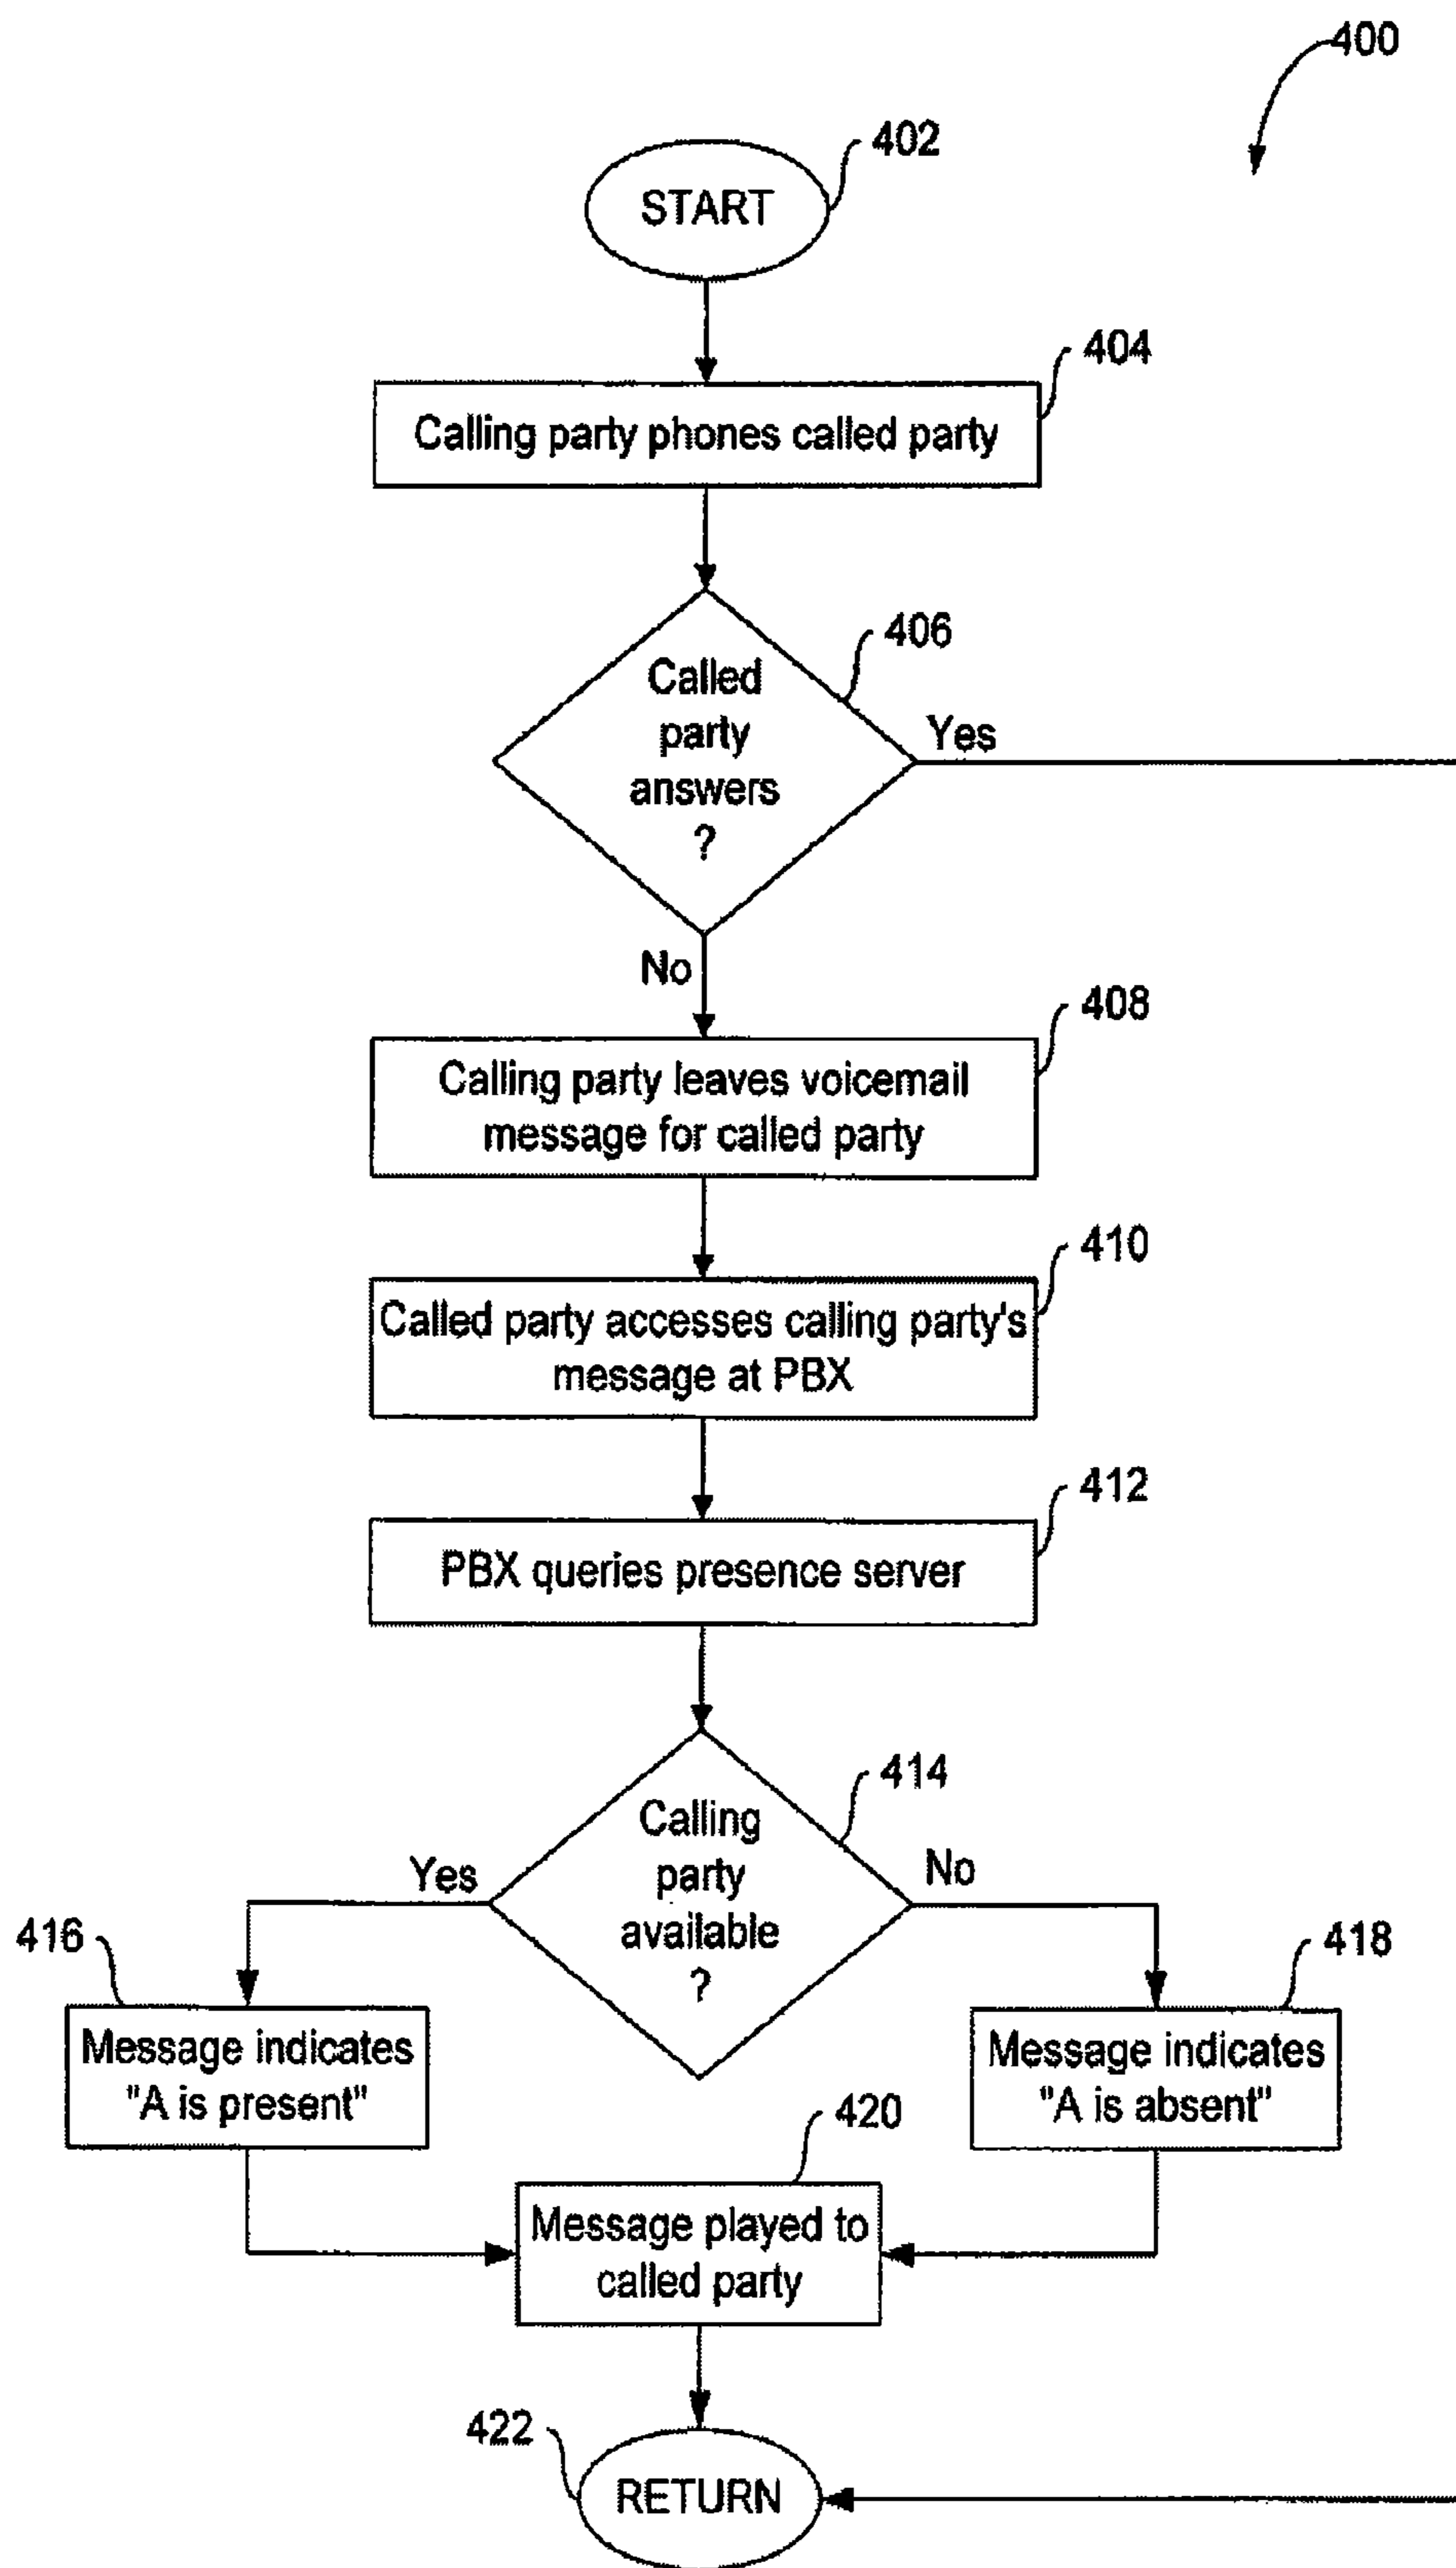 400
402
START
404
Calling party phones called party
406
Called
party
answers
?
Yes
No
408
Calling party leaves voicemail
message for called party
410
Called party accesses calling party's
message at PBX
412
PBX queries presence server
414
Calling
party
available
?
Yes
No
416
Message indicates
"A is present"
418
Message indicates
"A is absent"
420
Message played to
called party
422
RETURN